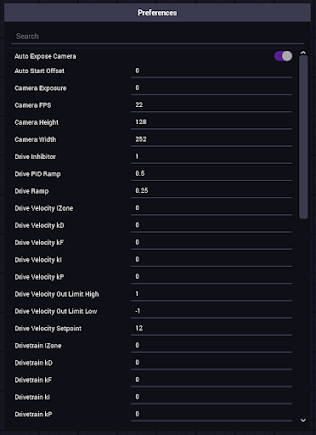 Preferences
Search
Auto Expose Camera
Auto Start Offset 0
Camera Exposure 0
Camera FPS 22
Camera Height 128
Camera Width 252
Drive Inhibitor 1
Drive PID Ramp 0.5
Drive Ramp 0.25
Drive Velocity IZone 0
Drive Velocity kD 0
Drive Velocity kF 0
Drive Velocity kI 0
Drive Velocity kP 0
Drive Velocity Out Limit High 1
Drive Velocity Out Limit Low -1
Drive Velocity Setpoint 12
Drivetrain IZone 0
Drivetrain kD 0
Drivetrain kF 0
Drivetrain kI 0
Drivetrain kP 0